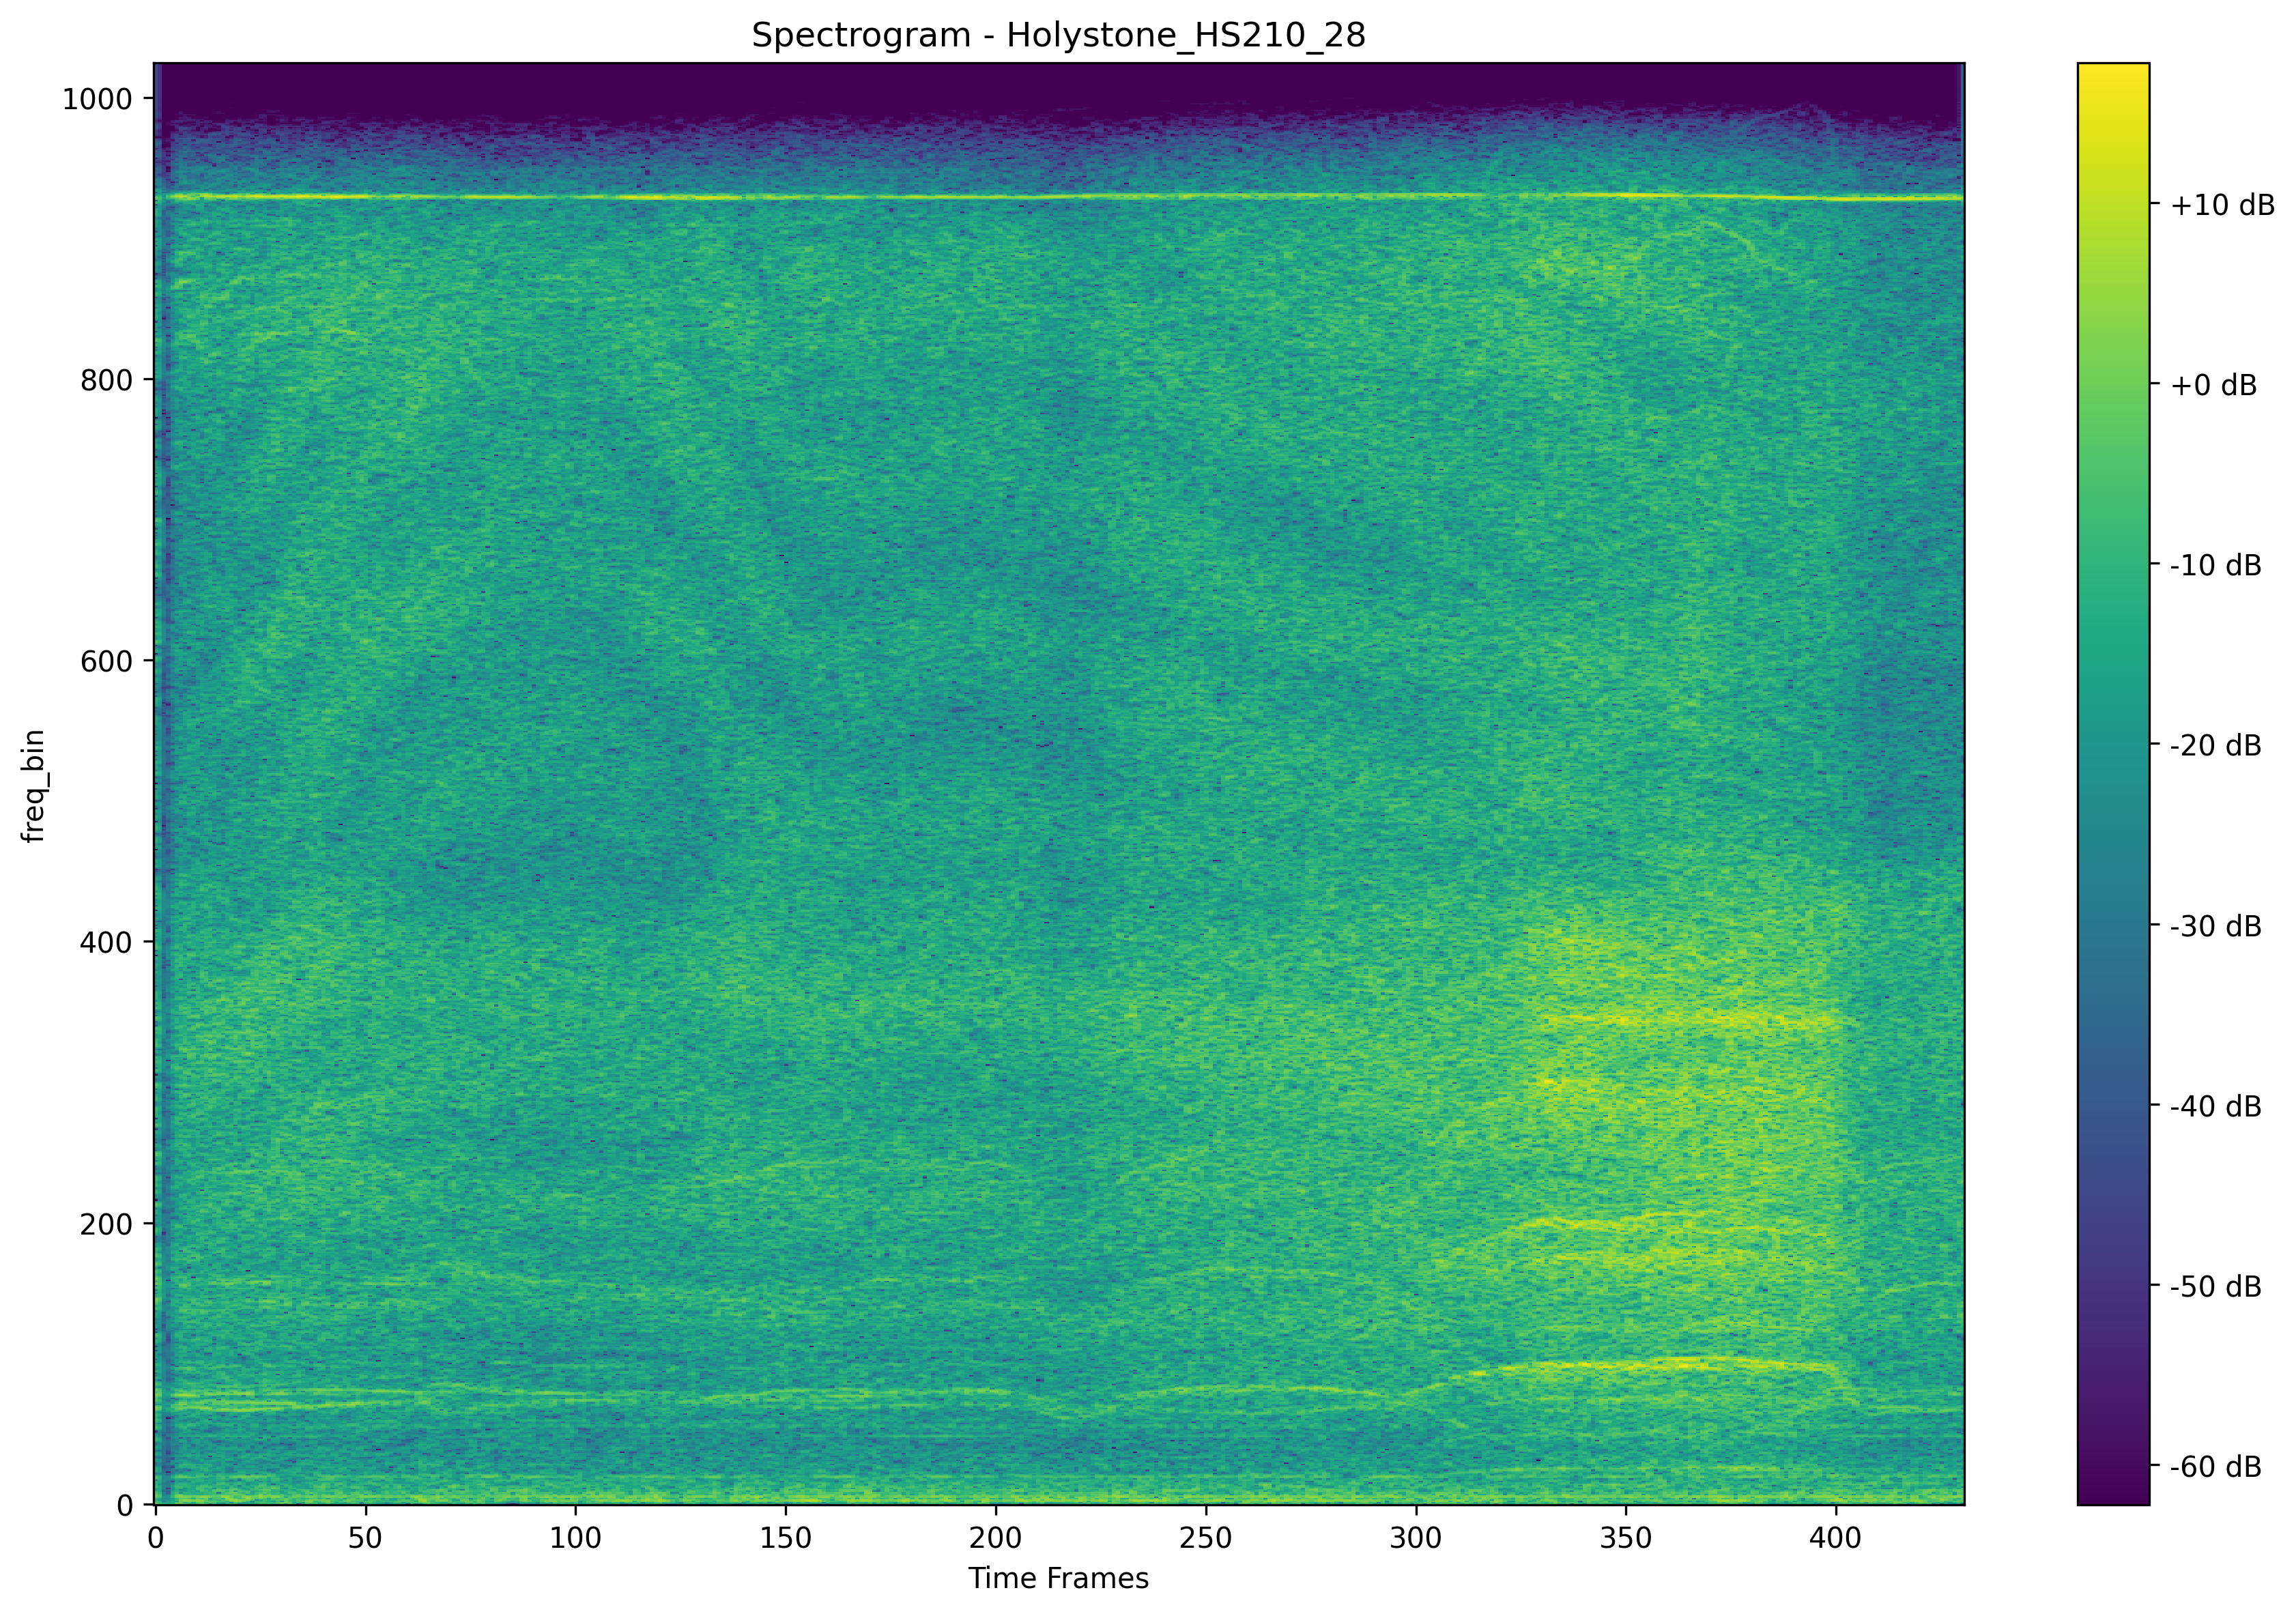 Spectrogram - Holystone_HS210_28
freq_bin
1000
800
600
400
200
0
0 50 100 150 200 250 300 350 400
Time Frames
+10 dB
+0 dB
-10 dB
-20 dB
-30 dB
-40 dB
-50 dB
-60 dB